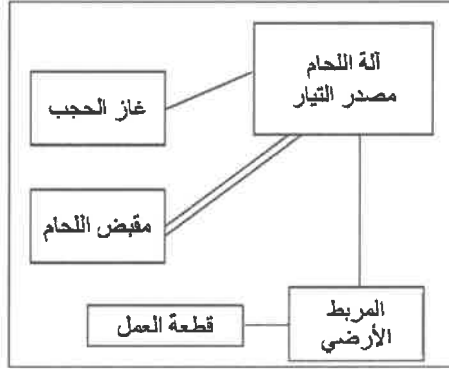 آلة اللحام
مصدر التيار
غاز الحجب
مقبض اللحام
المربط
الأرضي
قطعة العمل